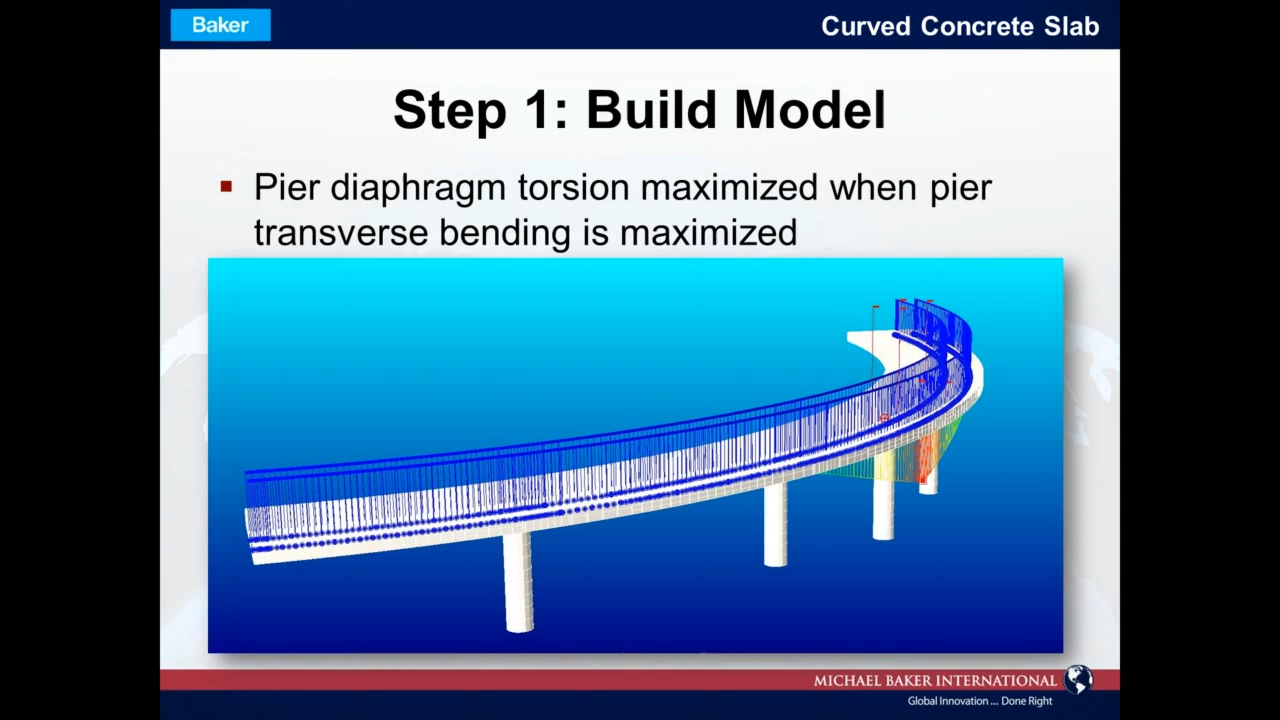 Baker
Curved Concrete Slab
Step 1: Build Model
Pier diaphragm torsion maximized when pier
transverse bending is maximized
MICHAEL BAKER INTERNATIONAL
Global Innovation ... Done Right